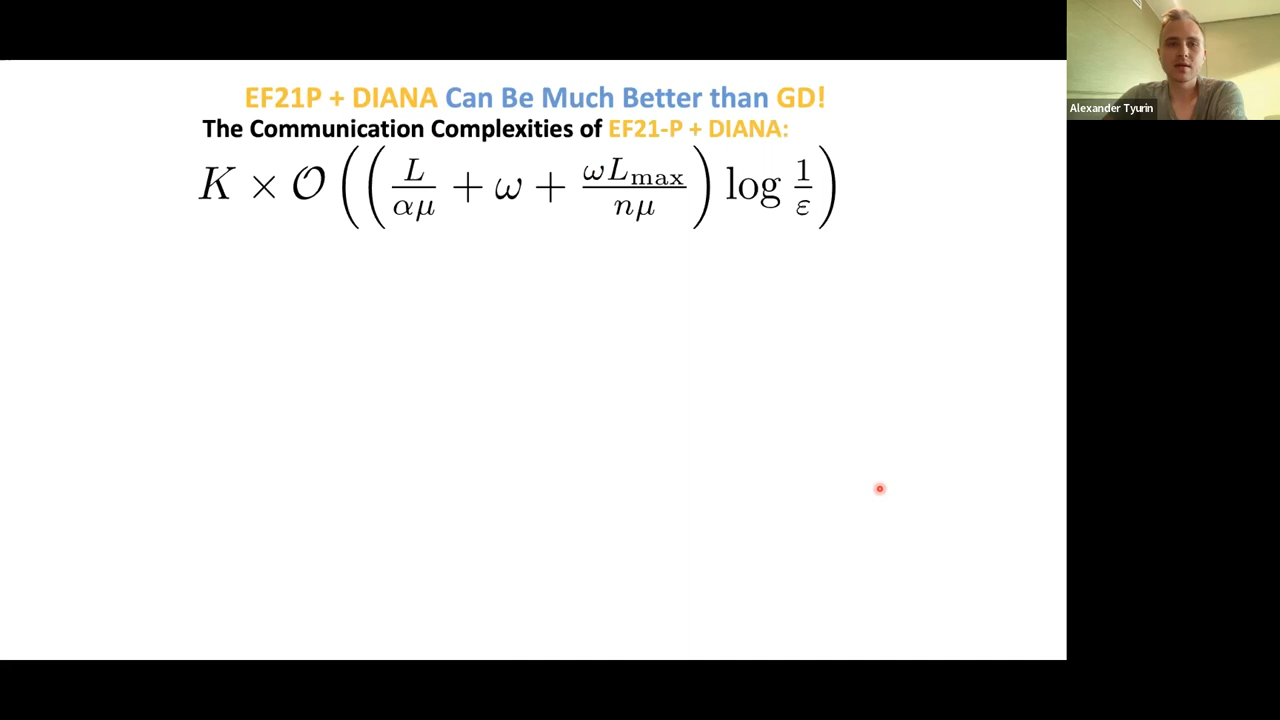 EF21P + DIANA Can Be Much Better than GD!
The Communication Complexities of EF21-P + DIANA:
K × 𝒪 ( ( L/(αμ) + ω + ωL_max/(nμ) ) log 1/ε )
Alexander Tyurin